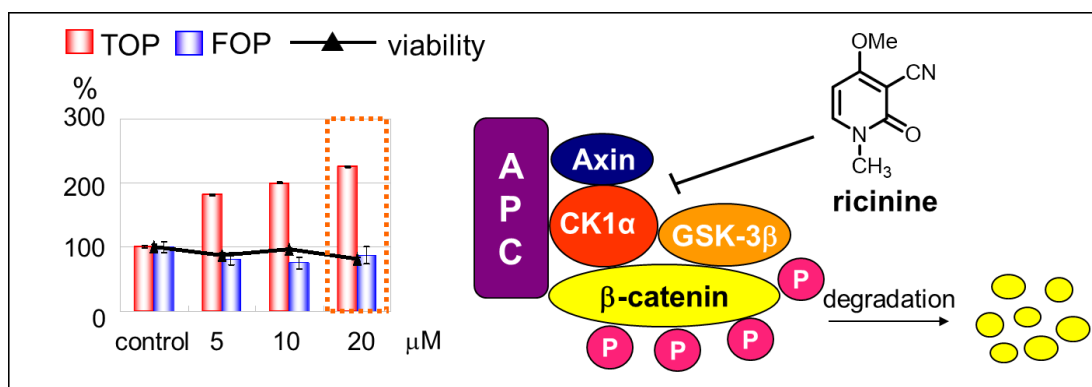 TOP FOP viability
%
300
200
100
0
control 5 10 20 μM
APC
Axin
CK1α
GSK-3β
β-catenin
P
P
P
P
degradation
OMe
CN
N
O
CH3
ricinine